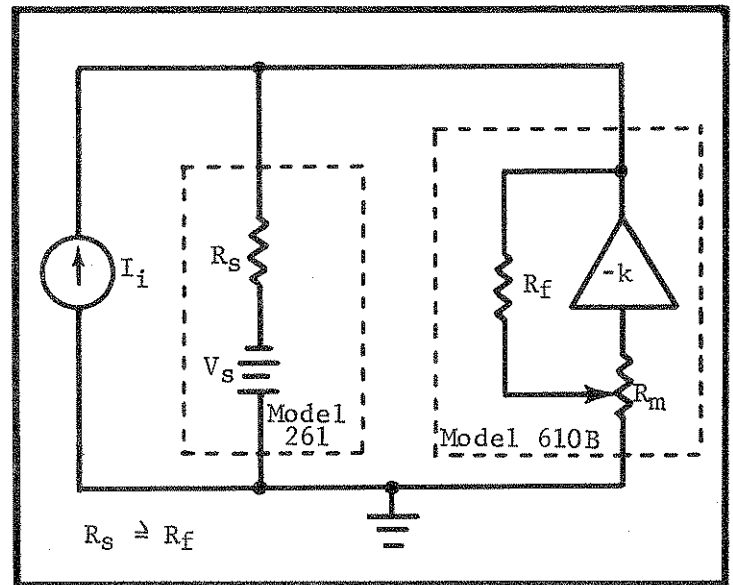 I_i
R_s
V_s
Model
261
R_f
-k
R_m
Model 610B
R_s ≥ R_f